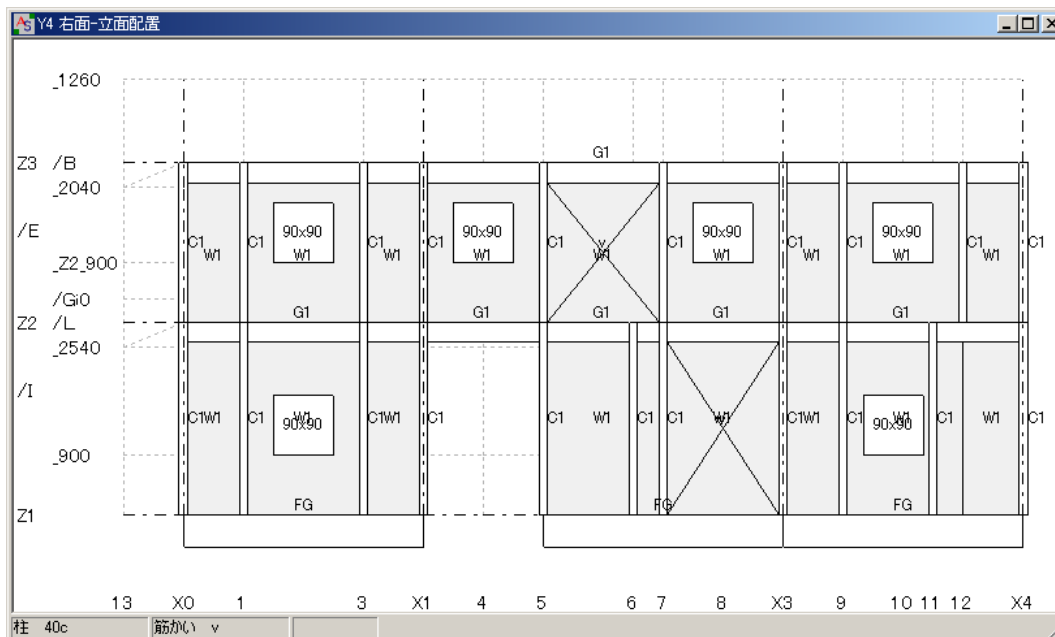 Y4 右面-立面配置
_1260
G1
Z3 /B
_2040
90x90 90x90 90x90 90x90
/E C1 C1 C1 C1 C1 v C1 C1 C1 C1
W1 W1 W1 W1 W1 W1 W1 W1 W1
_Z2_900
/Gi0
G1 G1 G1 G1 G1
Z2 /L
_2540
/I
C1W1 C1 W1 C1W1 C1 C1 W1 C1 C1 W1 C1W1 C1 W1 C1 W1 C1
90x90 90x90
_900
FG FG FG
Z1
13 X0 1 3 X1 4 5 6 7 8 X3 9 10 11 12 X4
柱 40c 筋かい v